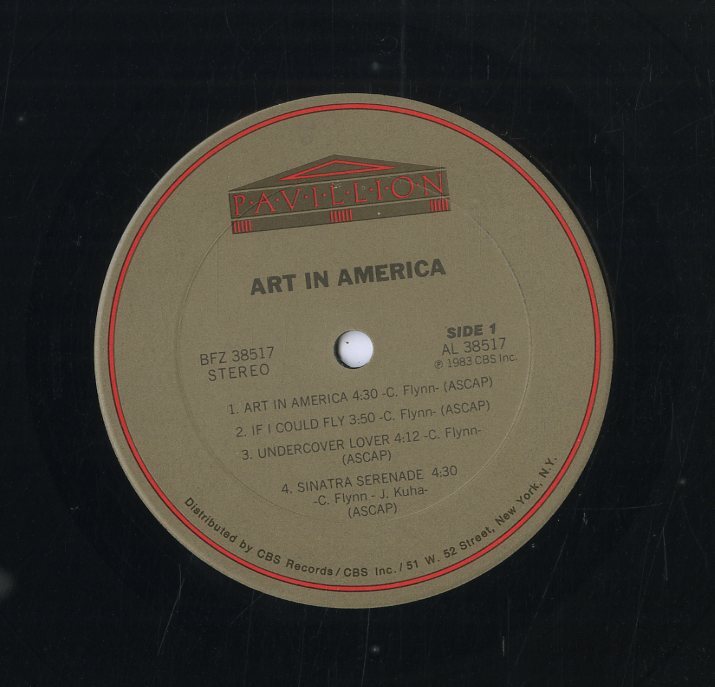 P·A·V·I·L·L·I·O·N
ART IN AMERICA
BFZ 38517
STEREO
SIDE 1
AL 38517
℗ 1983 CBS Inc.
1. ART IN AMERICA 4:30 -C. Flynn- (ASCAP)
2. IF I COULD FLY 3:50 -C. Flynn- (ASCAP)
3. UNDERCOVER LOVER 4:12 -C. Flynn-
(ASCAP)
4. SINATRA SERENADE 4:30
-C. Flynn - J. Kuha-
(ASCAP)
Distributed by CBS Records/CBS Inc./51 W. 52 Street, New York, N.Y.